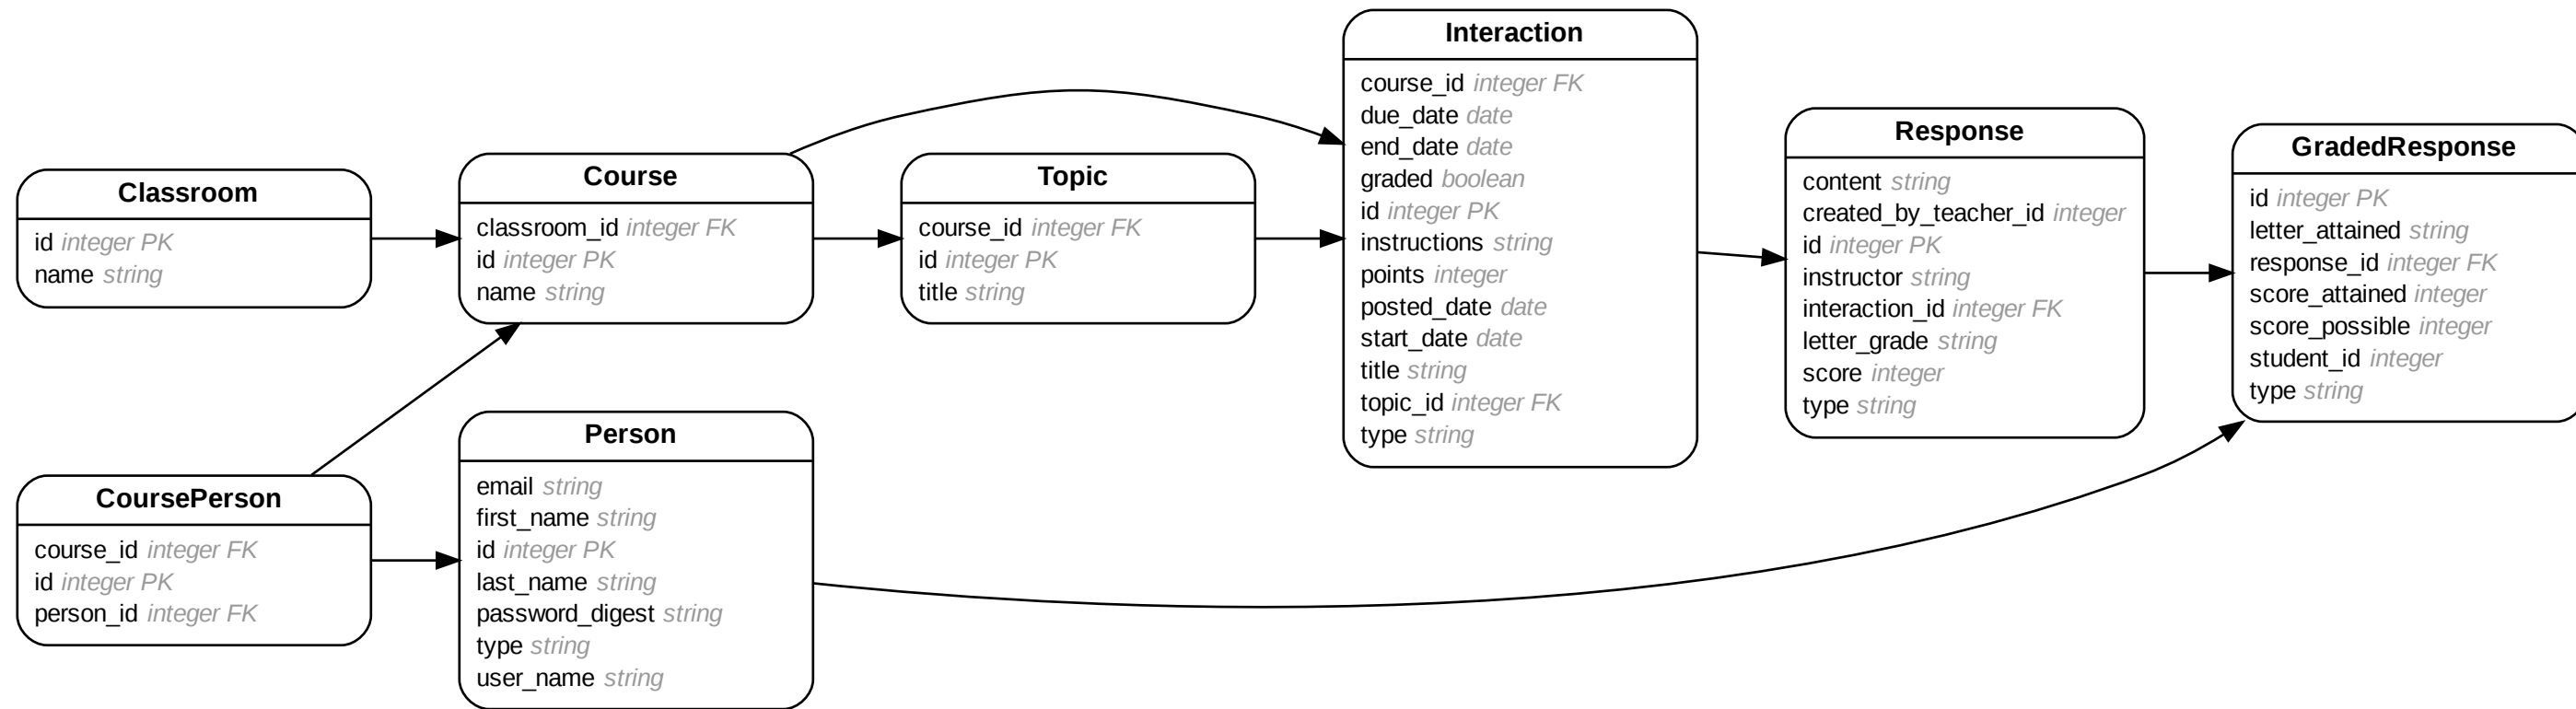 Classroom
id integer PK
name string
CoursePerson
course_id integer FK
id integer PK
person_id integer FK
Course
classroom_id integer FK
id integer PK
name string
Person
email string
first_name string
id integer PK
last_name string
password_digest string
type string
user_name string
Topic
course_id integer FK
id integer PK
title string
Interaction
course_id integer FK
due_date date
end_date date
graded boolean
id integer PK
instructions string
points integer
posted_date date
start_date date
title string
topic_id integer FK
type string
Response
content string
created_by_teacher_id integer
id integer PK
instructor string
interaction_id integer FK
letter_grade string
score integer
type string
GradedResponse
id integer PK
letter_attained string
response_id integer FK
score_attained integer
score_possible integer
student_id integer
type string